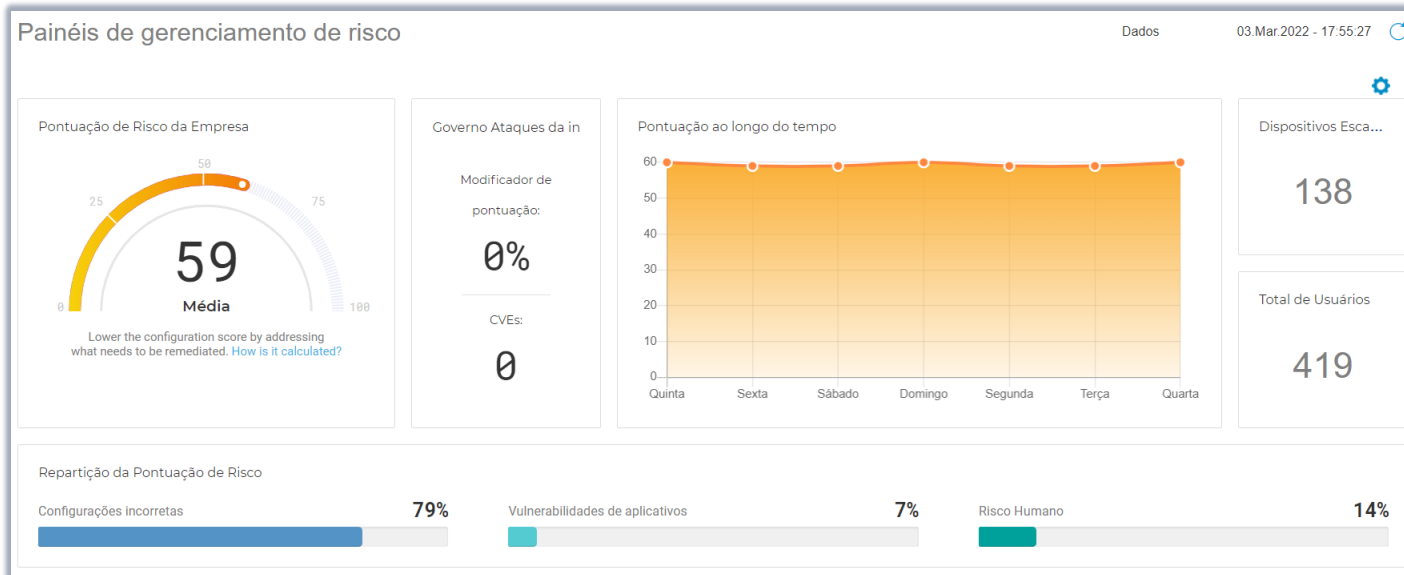 Painéis de gerenciamento de risco
Dados
03.Mar.2022 - 17:55:27
Pontuação de Risco da Empresa
0
25
50
75
100
59
Média
Lower the configuration score by addressing
what needs to be remediated. How is it calculated?
Governo Ataques da in
Modificador de
pontuação:
0%
CVEs:
0
Pontuação ao longo do tempo
60
50
40
30
20
10
0
Quinta Sexta Sábado Domingo Segunda Terça Quarta
Dispositivos Esca...
138
Total de Usuários
419
Repartição da Pontuação de Risco
Configurações incorretas 79%
Vulnerabilidades de aplicativos 7%
Risco Humano 14%